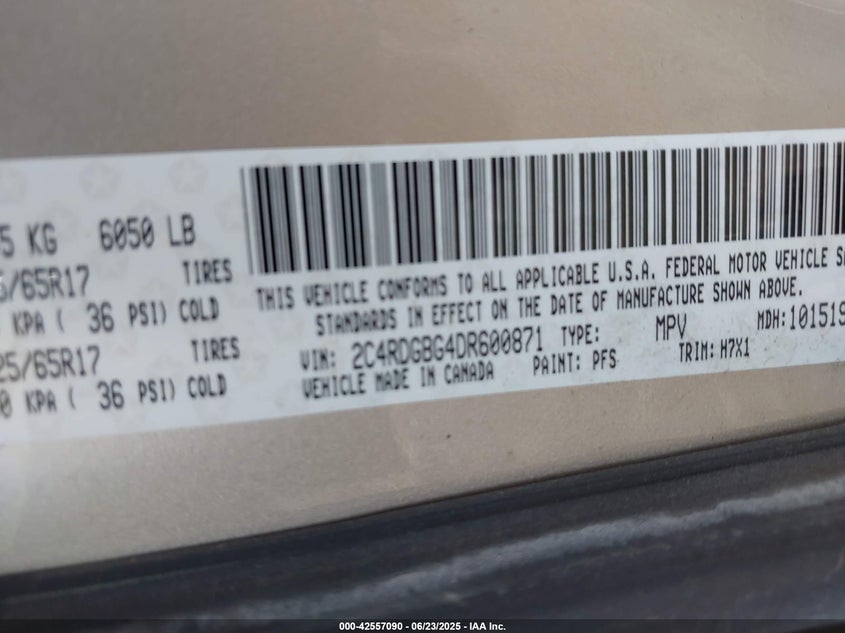 5 KG 6050 LB
5/65R17 TIRES
KPA ( 36 PSI) COLD
25/65R17 TIRES
0 KPA ( 36 PSI) COLD
THIS VEHICLE CONFORMS TO ALL APPLICABLE U.S.A. FEDERAL MOTOR VEHICLE SA
STANDARDS IN EFFECT ON THE DATE OF MANUFACTURE SHOWN ABOVE.
VIN: 2C4RDGBG4DR600871 TYPE: MPV MDH:101519
VEHICLE MADE IN CANADA PAINT: PFS TRIM: H7X1
000-42557090 - 06/23/2025 - IAA Inc.